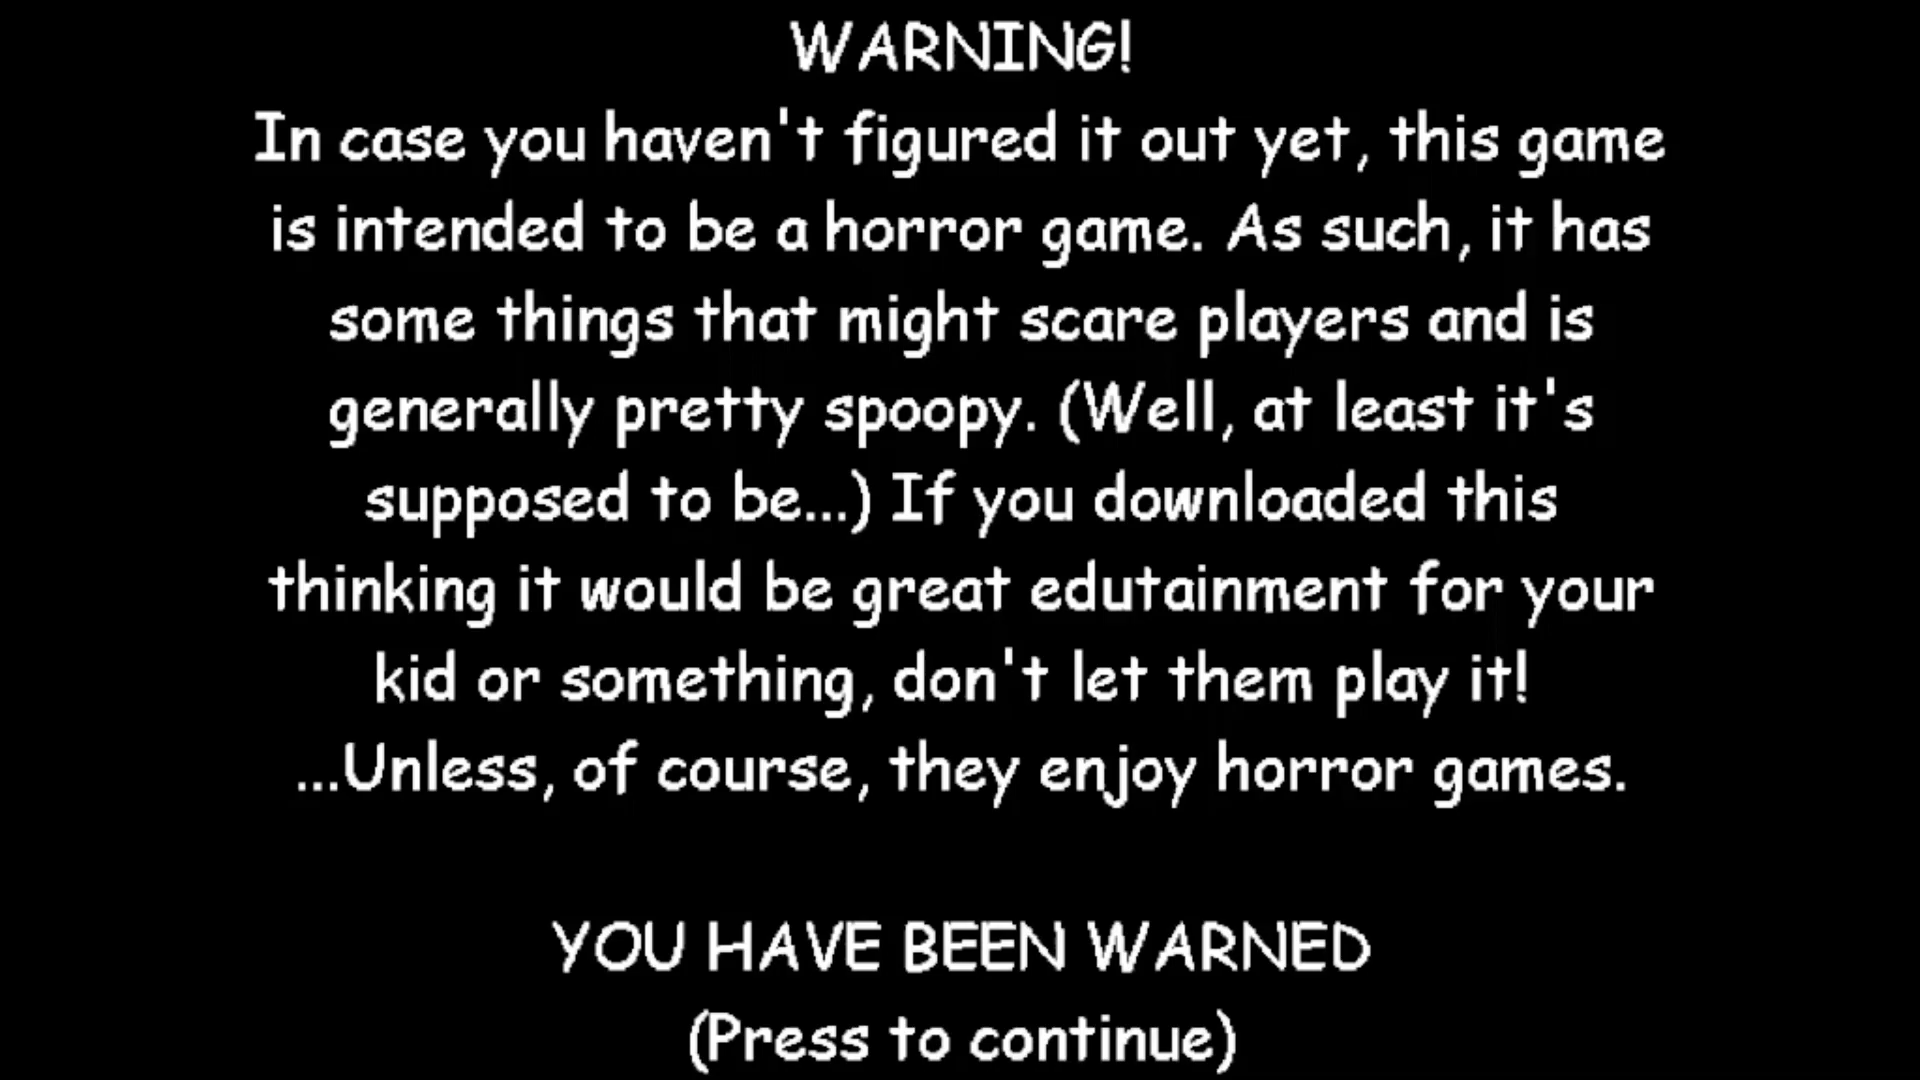 WARNING!
In case you haven't figured it out yet, this game
is intended to be a horror game. As such, it has
some things that might scare players and is
generally pretty spoopy. (Well, at least it's
supposed to be...) If you downloaded this
thinking it would be great edutainment for your
kid or something, don't let them play it!
...Unless, of course, they enjoy horror games.
YOU HAVE BEEN WARNED
(Press to continue)